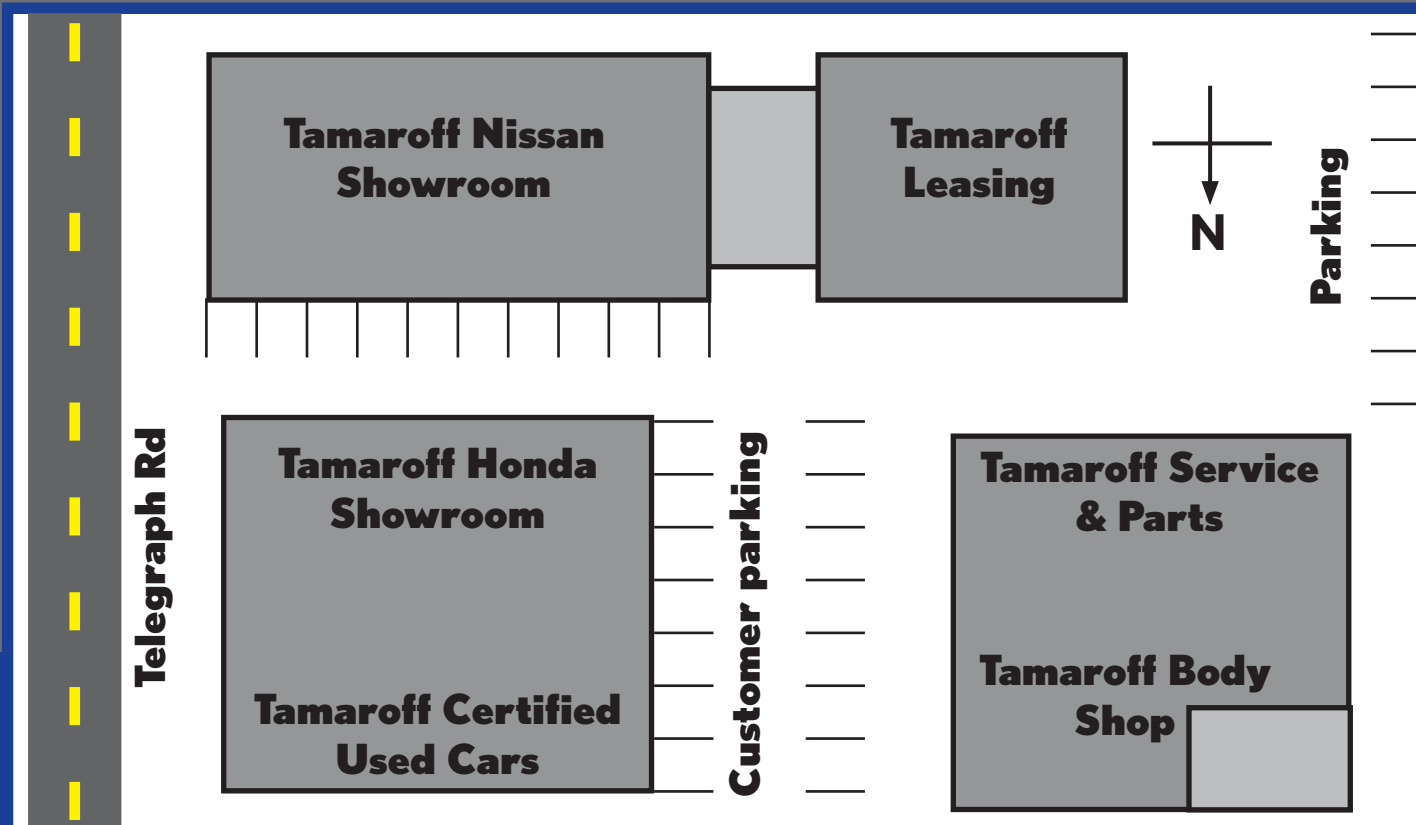 Tamaroff Nissan
Showroom
Tamaroff
Leasing
N
Parking
Telegraph Rd
Tamaroff Honda
Showroom
Tamaroff Certified
Used Cars
Customer parking
Tamaroff Service
& Parts
Tamaroff Body
Shop